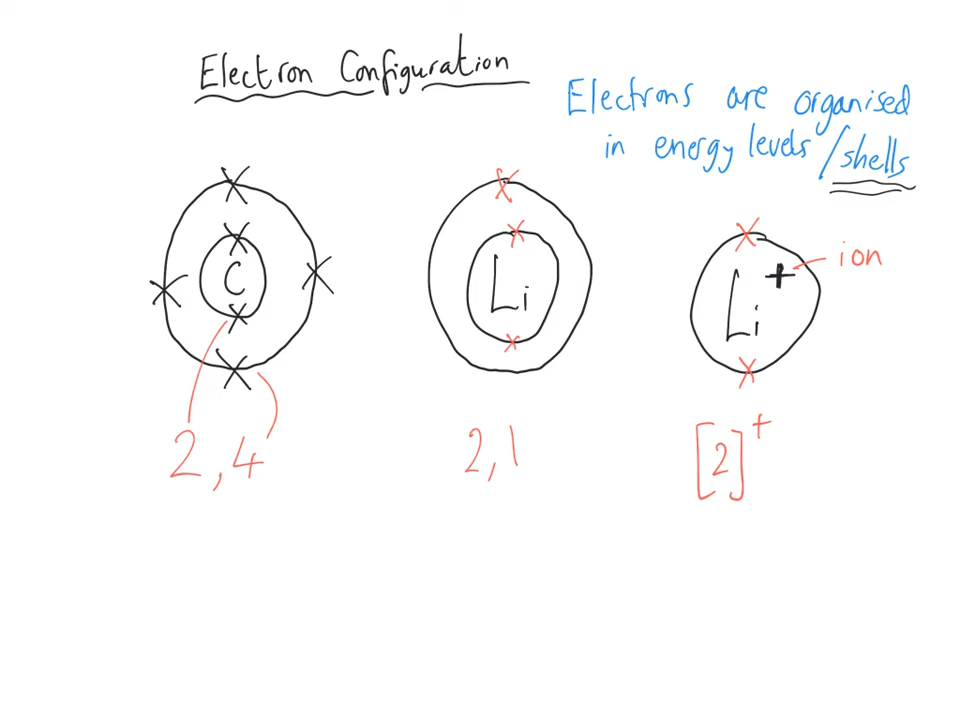 Electron Configuration
Electrons are organised
in energy levels/shells
C
Li
Li+
ion
2,4
2,1
[2]+